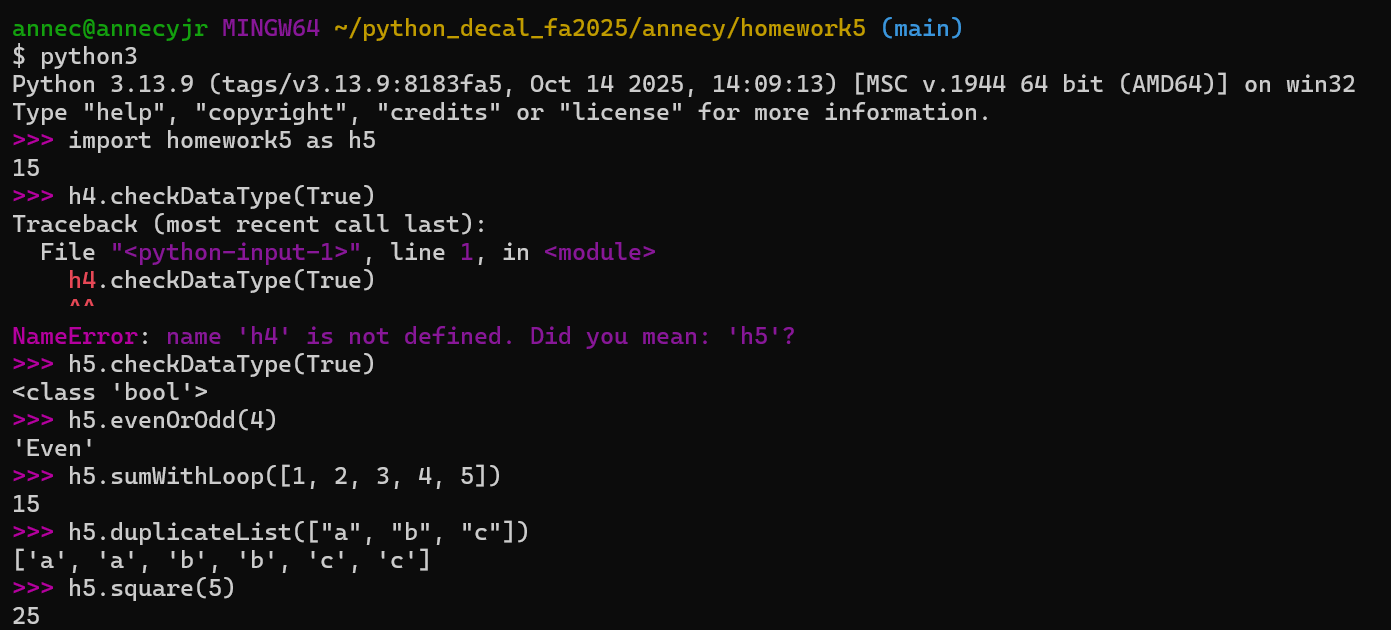 annec@annecyjr MINGW64 ~/python_decal_fa2025/annecy/homework5 (main)
$ python3
Python 3.13.9 (tags/v3.13.9:8183fa5, Oct 14 2025, 14:09:13) [MSC v.1944 64 bit (AMD64)] on win32
Type "help", "copyright", "credits" or "license" for more information.
>>> import homework5 as h5
15
>>> h4.checkDataType(True)
Traceback (most recent call last):
  File "<python-input-1>", line 1, in <module>
    h4.checkDataType(True)
    ^^
NameError: name 'h4' is not defined. Did you mean: 'h5'?
>>> h5.checkDataType(True)
<class 'bool'>
>>> h5.evenOrOdd(4)
'Even'
>>> h5.sumWithLoop([1, 2, 3, 4, 5])
15
>>> h5.duplicateList(["a", "b", "c"])
['a', 'a', 'b', 'b', 'c', 'c']
>>> h5.square(5)
25